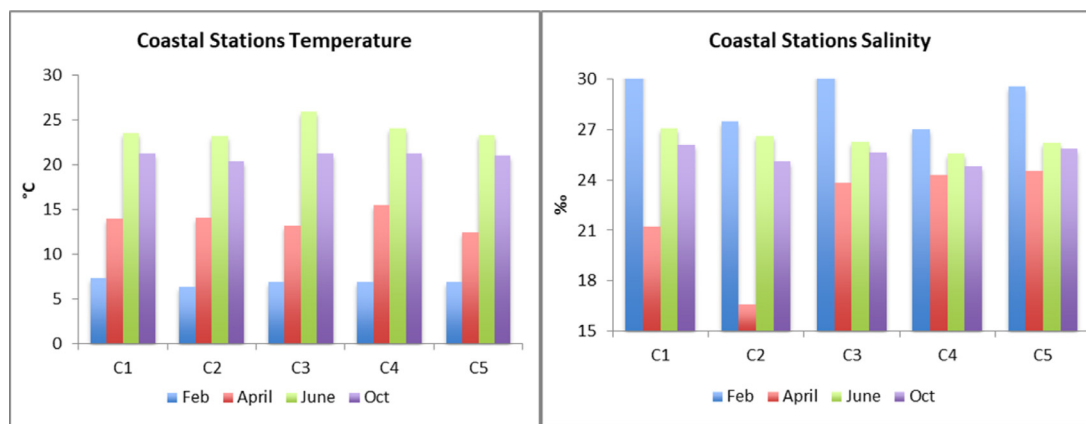 Coastal Stations Temperature
30
25
20
15
10
5
0
°C
C1 C2 C3 C4 C5
Feb April June Oct
Coastal Stations Salinity
30
27
24
21
18
15
‰
C1 C2 C3 C4 C5
Feb April June Oct